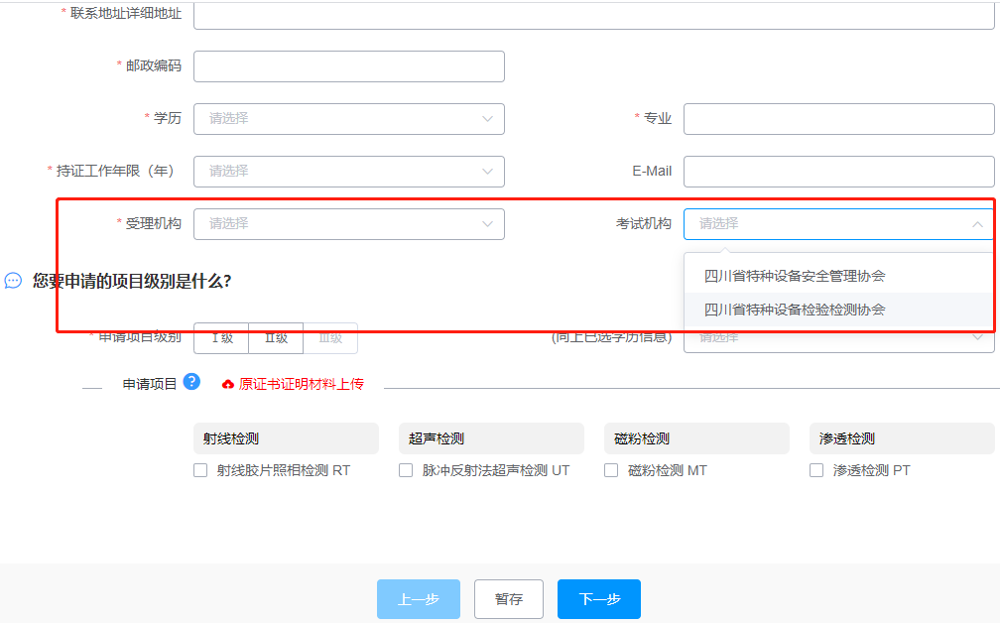 * 联系地址详细地址
* 邮政编码
* 学历 请选择 * 专业
* 持证工作年限（年） 请选择 E-Mail
* 受理机构 请选择 考试机构 请选择
您要申请的项目级别是什么?
四川省特种设备安全管理协会
四川省特种设备检验检测协会
* 申请项目级别 Ⅰ级 Ⅱ级 Ⅲ级 (同上已选学历信息) 请选择
申请项目 ? 原证书证明材料上传
射线检测 超声检测 磁粉检测 渗透检测
射线胶片照相检测 RT 脉冲反射法超声检测 UT 磁粉检测 MT 渗透检测 PT
上一步 暂存 下一步